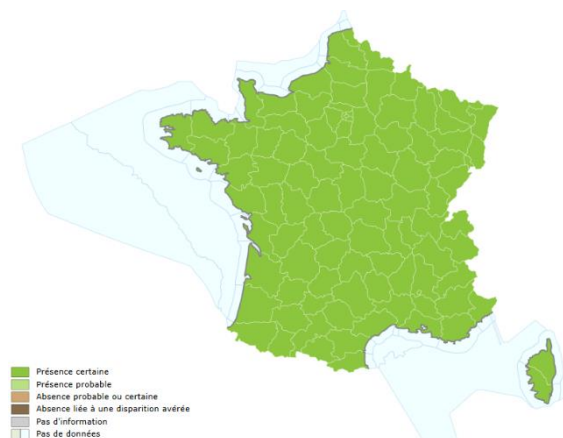 Présence certaine
Présence probable
Absence probable ou certaine
Absence liée à une disparition avérée
Pas d'information
Pas de données